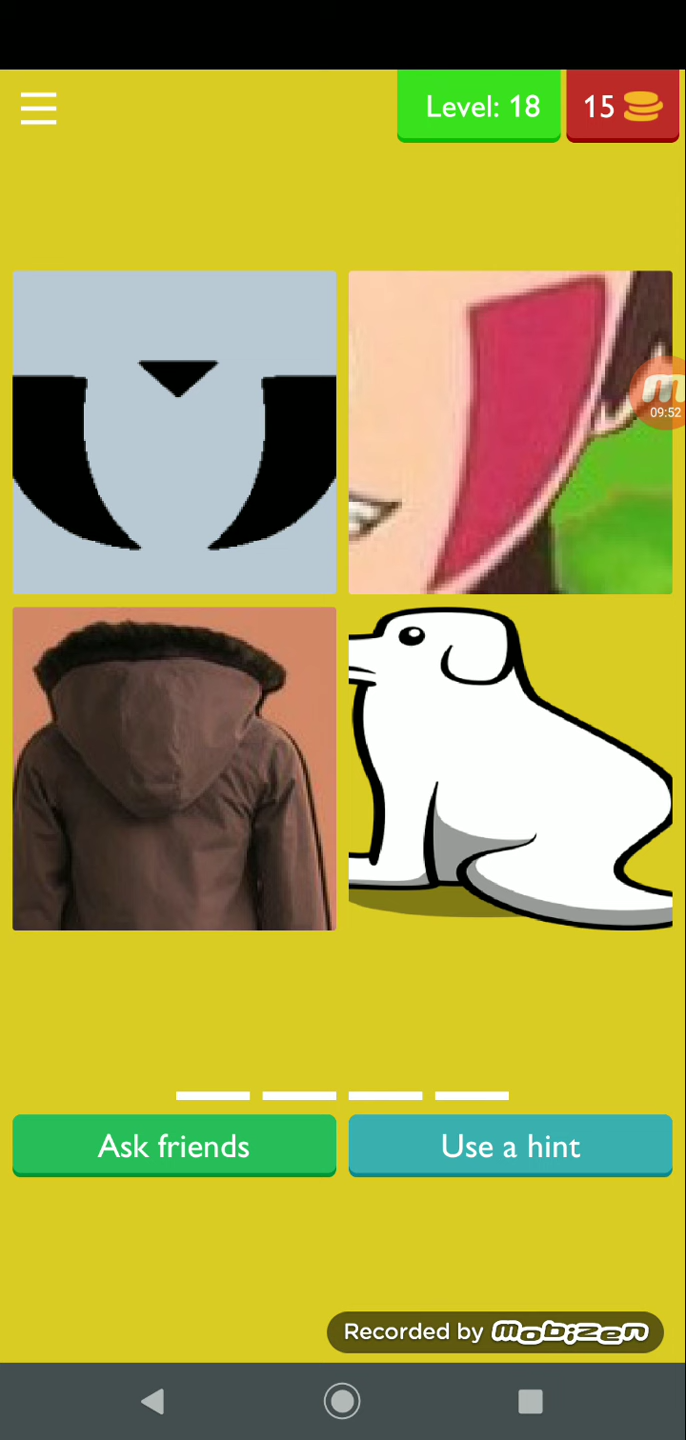 Level: 18
15
09:52
Ask friends
Use a hint
Recorded by mobizen